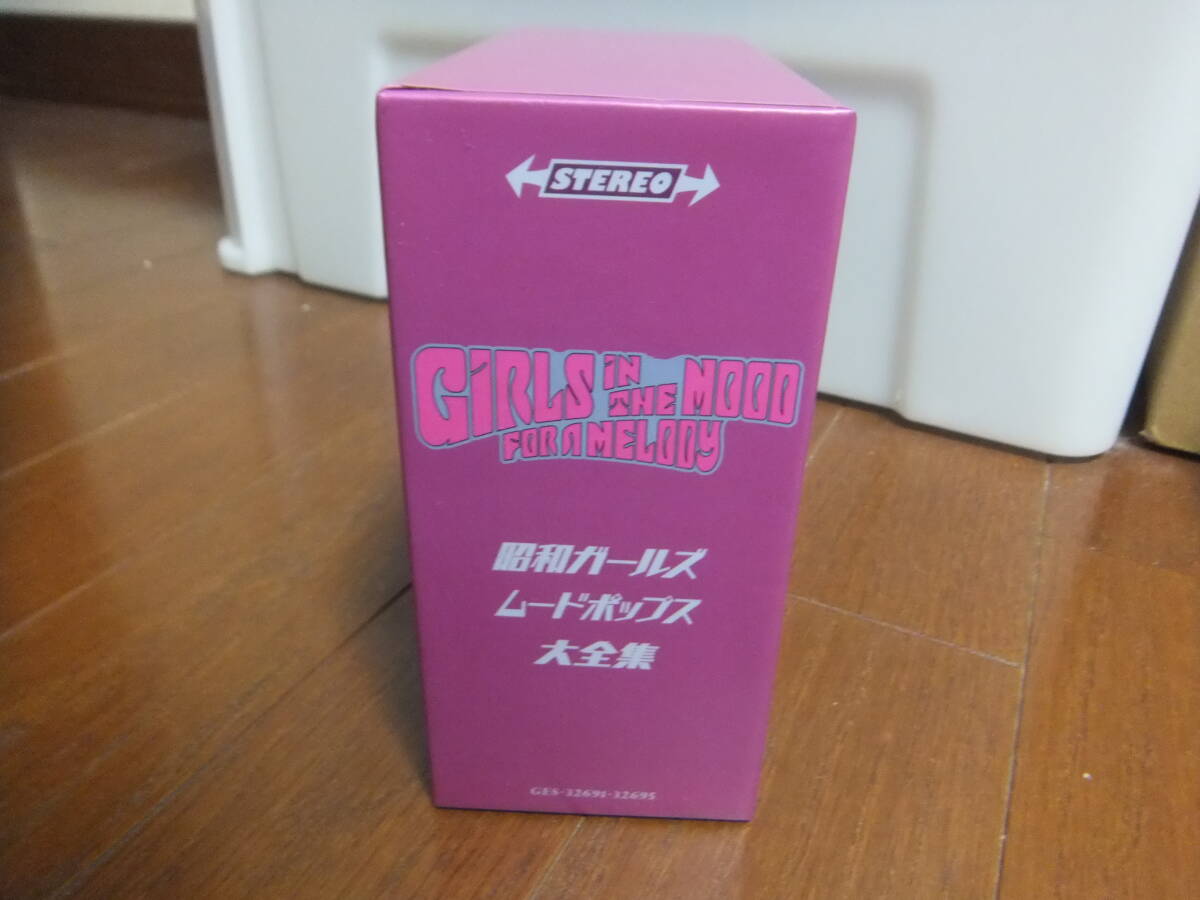 STEREO
GIRLS IN THE MOOD
FOR A MELODY
昭和ガールズ
ムードポップス
大全集
GES-32691-32695